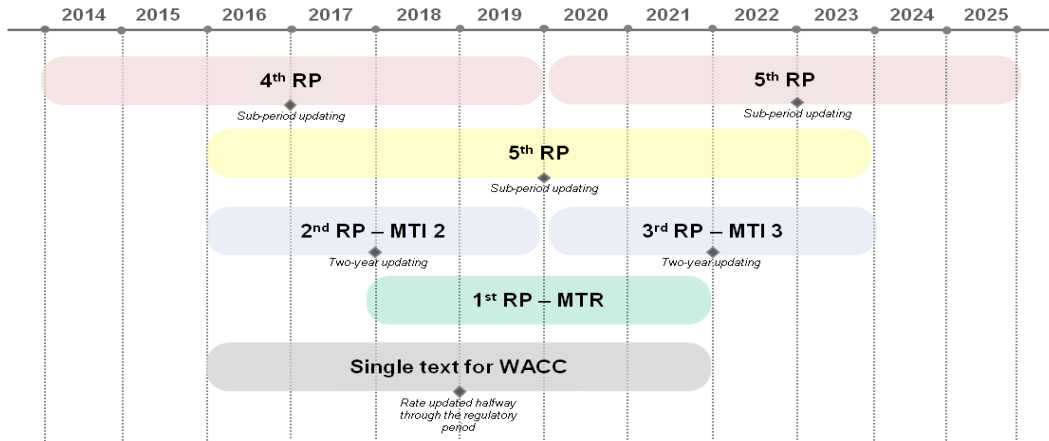 2014 2015 2016 2017 2018 2019 2020 2021 2022 2023 2024 2025
4th RP
5th RP
Sub-period updating
Sub-period updating
5th RP
Sub-period updating
2nd RP – MTI 2
3rd RP – MTI 3
Two-year updating
Two-year updating
1st RP – MTR
Single text for WACC
Rate updated halfway
through the regulatory
period